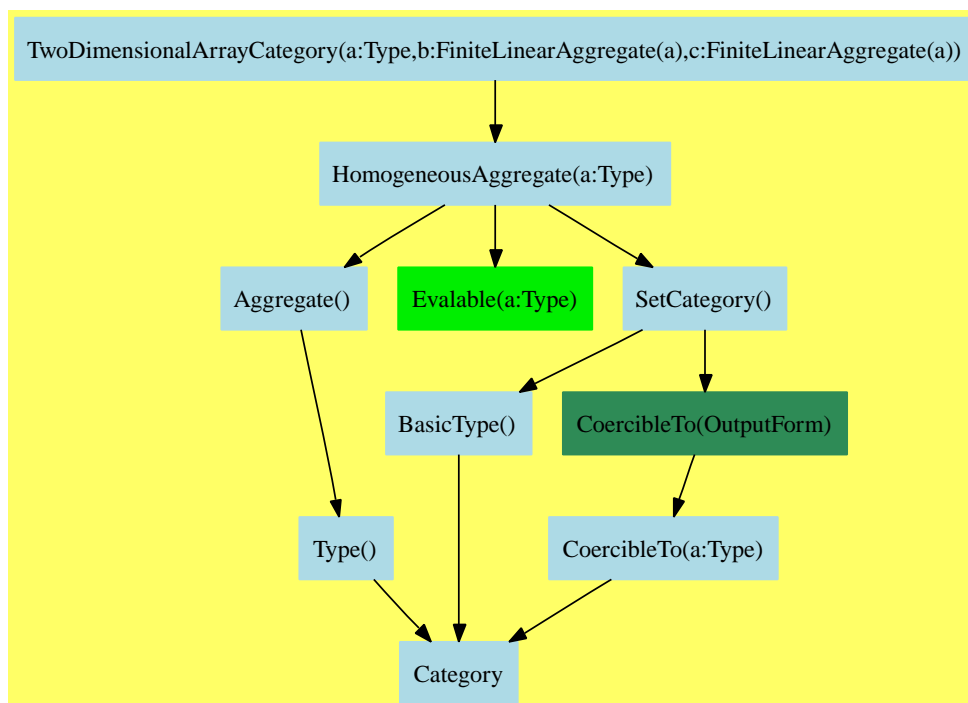 TwoDimensionalArrayCategory(a:Type,b:FiniteLinearAggregate(a),c:FiniteLinearAggregate(a))
HomogeneousAggregate(a:Type)
Aggregate()
Evalable(a:Type)
SetCategory()
BasicType()
CoercibleTo(OutputForm)
Type()
CoercibleTo(a:Type)
Category